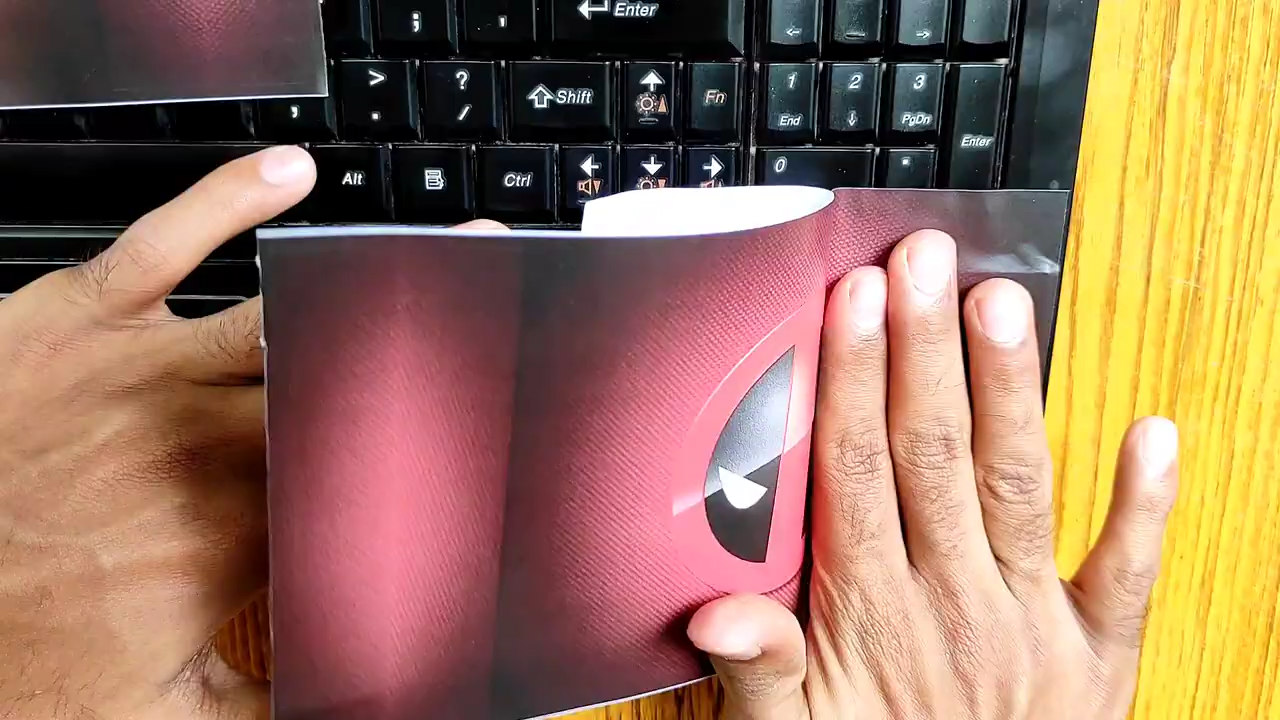 ; , Enter
> . ? / Shift Fn 1 End 2 3 PgDn Enter
, Alt Ctrl 0 .